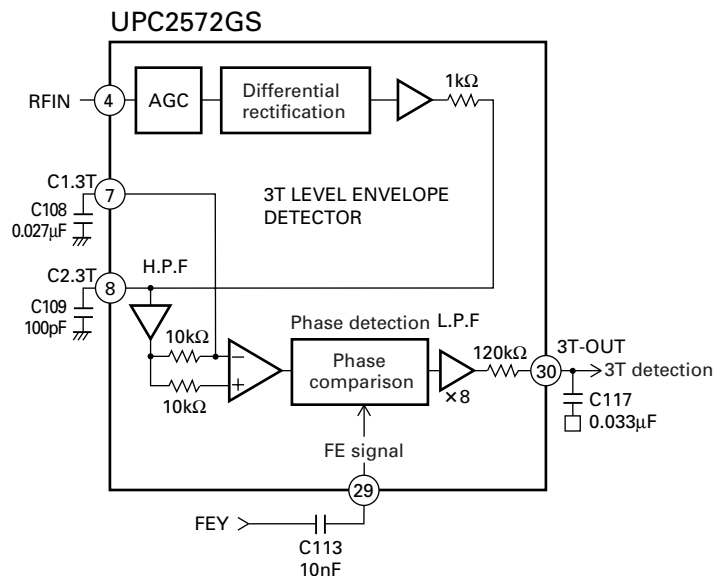 UPC2572GS
RFIN
4
AGC
Differential
rectification
1kΩ
C1.3T
7
C108
0.027µF
3T LEVEL ENVELOPE
DETECTOR
C2.3T
8
H.P.F
C109
100pF
10kΩ
10kΩ
−
+
Phase detection
L.P.F
Phase
comparison
×8
120kΩ
3T-OUT
30
3T detection
C117
0.033µF
FE signal
29
FEY
C113
10nF